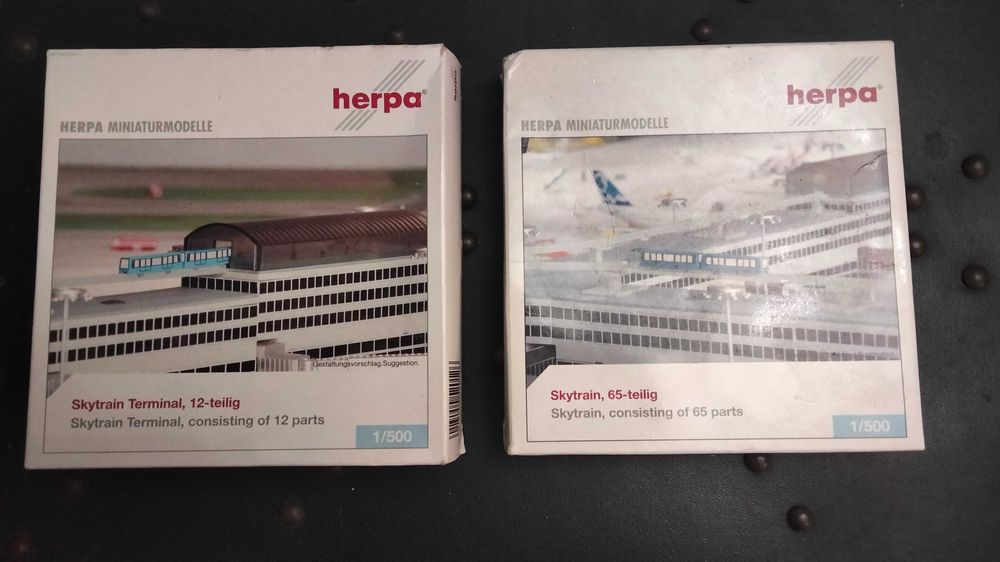 herpa®
herpa
HERPA MINIATURMODELLE
Gestaltungsvorschlag.Suggestion.
Skytrain Terminal, 12-teilig
Skytrain Terminal, consisting of 12 parts
1/500
herpa®
HERPA MINIATURMODELLE
Skytrain, 65-teilig
Skytrain, consisting of 65 parts
1/500